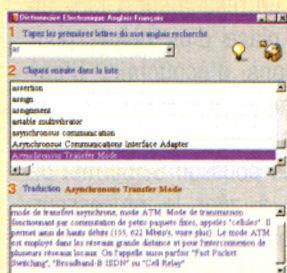 Dictionnaire Electronique Anglais Français
1 Tapez les premières lettres du mot anglais recherché
as
2 Cliquez ensuite dans la liste
assertion
assign
assignment
astable multivibrator
asynchronous communication
Asynchronous Communications Interface Adapter
Asynchronous Transfer Mode
3 Traduction Asynchronous Transfer Mode
mode de transfert asynchrone, mode ATM. Mode de transmission
fonctionnant par commutation de petits paquets fixes, appelés "cellules". Il
permet ainsi de hauts débits (155, 622 Mbits/s, voire plus). Le mode ATM
est employé dans les réseaux grande distance et pour l'interconnexion de
plusieurs réseaux locaux. On l'appelle aussi parfois "Fast Packet
Switching", "Broadband-B ISDN" ou "Cell Relay"